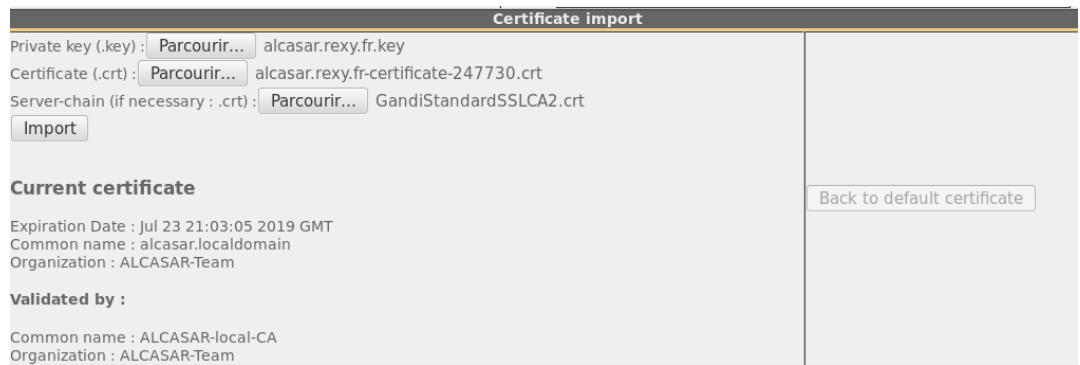 Certificate import
Private key (.key) : Parcourir... alcasar.rexy.fr.key
Certificate (.crt) : Parcourir... alcasar.rexy.fr-certificate-247730.crt
Server-chain (if necessary : .crt) : Parcourir... GandiStandardSSLCA2.crt
Import
Current certificate
Back to default certificate
Expiration Date : Jul 23 21:03:05 2019 GMT
Common name : alcasar.localdomain
Organization : ALCASAR-Team
Validated by :
Common name : ALCASAR-local-CA
Organization : ALCASAR-Team